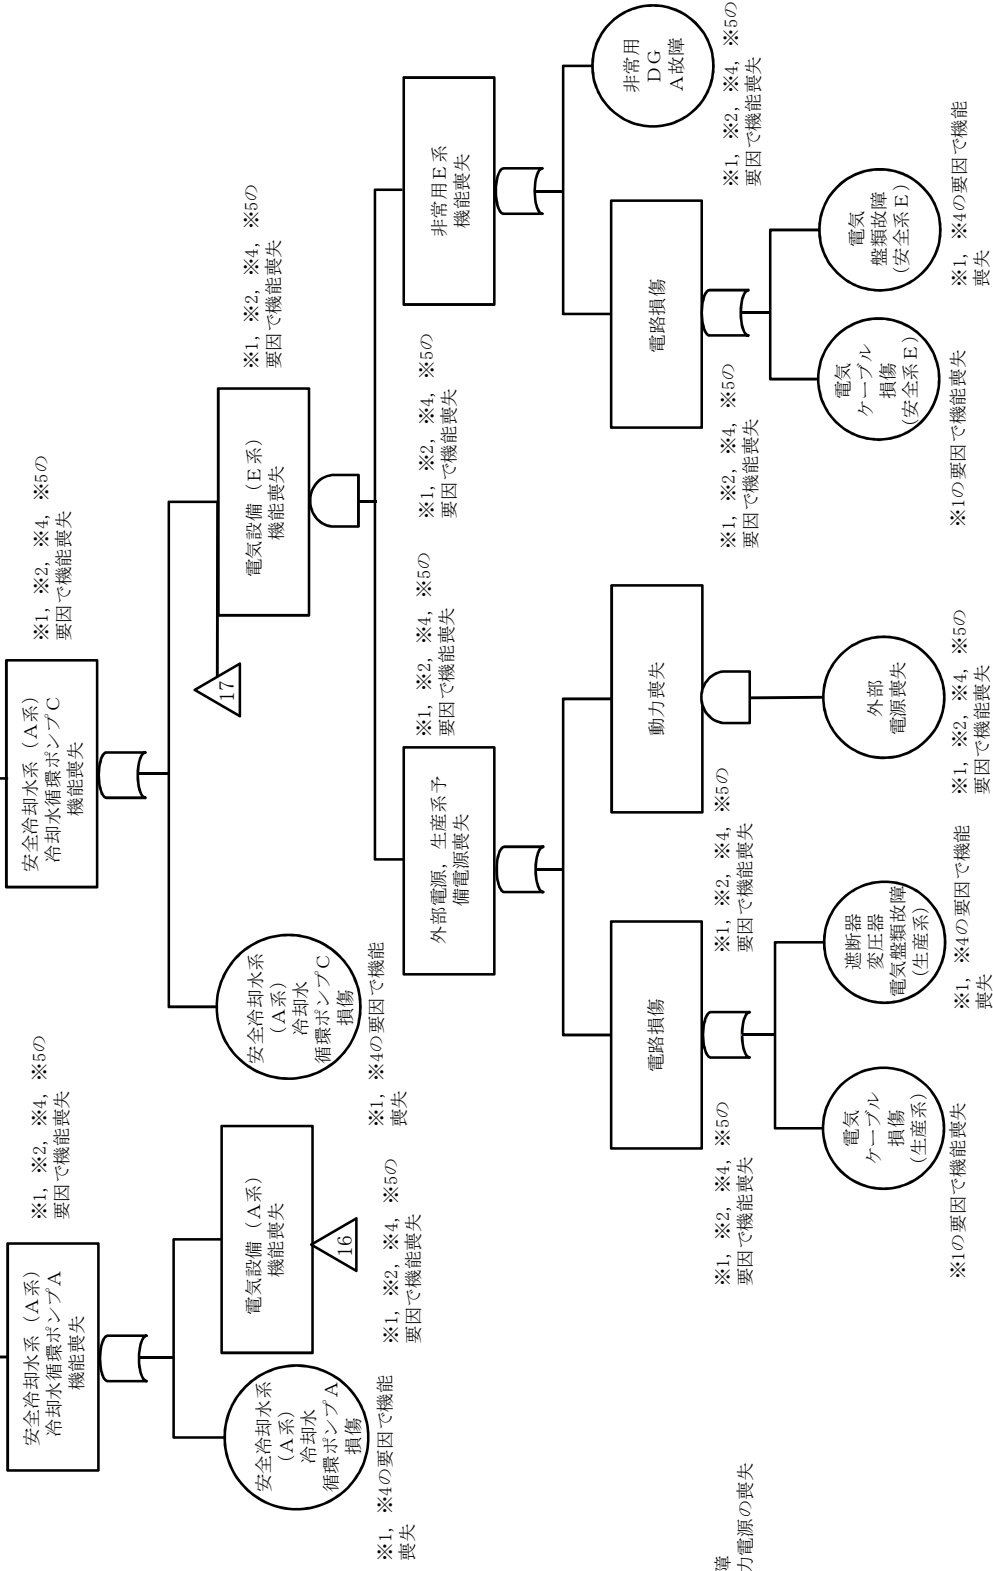 安全冷却水系（A系）
冷却水循環ポンプA
機能喪失
※1，※2，※4，※5の
要因で機能喪失
安全冷却水系（A系）
冷却水循環ポンプC
機能喪失
※1，※2，※4，※5の
要因で機能喪失
安全冷却水系
（A系）
冷却水
循環ポンプA
損傷
※1，※4の要因で機能
喪失
電気設備（A系）
機能喪失
16
※1，※2，※4，※5の
要因で機能喪失
安全冷却水系
（A系）
冷却水
循環ポンプC
損傷
※1，※4の要因で機能
喪失
17
電気設備（E系）
機能喪失
※1，※2，※4，※5の
要因で機能喪失
外部電源，生産系予
備電源喪失
※1，※2，※4，※5の
要因で機能喪失
非常用E系
機能喪失
※1，※2，※4，※5の
要因で機能喪失
電路損傷
※1，※2，※4，※5の
要因で機能喪失
動力喪失
※1，※2，※4，※5の
要因で機能喪失
電路損傷
※1，※2，※4，※5の
要因で機能喪失
非常用
DG
A故障
※1，※2，※4，※5の
要因で機能喪失
電気
ケーブル
損傷
（生産系）
※1の要因で機能喪失
遮断器
変圧器
電気盤類故障
（生産系）
※1，※4の要因で機能
喪失
外部
電源喪失
※1，※2，※4，※5の
要因で機能喪失
電気
ケーブル
損傷
（安全系E）
※1の要因で機能喪失
電気
盤類故障
（安全系E）
※1，※4の要因で機能
喪失
障
力電源の喪失